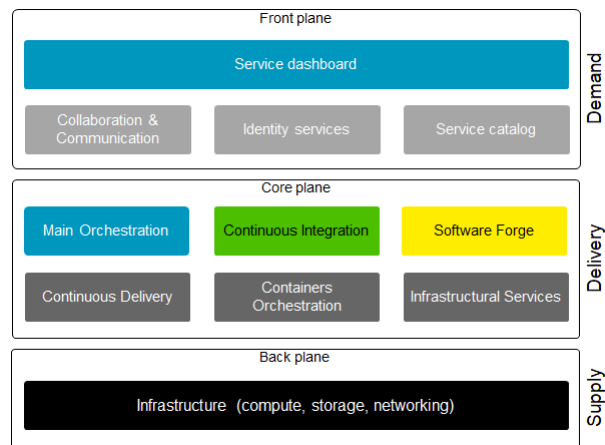 Front plane
Service dashboard
Collaboration &
Communication
Identity services
Service catalog
Demand
Core plane
Main Orchestration
Continuous Integration
Software Forge
Continuous Delivery
Containers
Orchestration
Infrastructural Services
Delivery
Back plane
Infrastructure (compute, storage, networking)
Supply